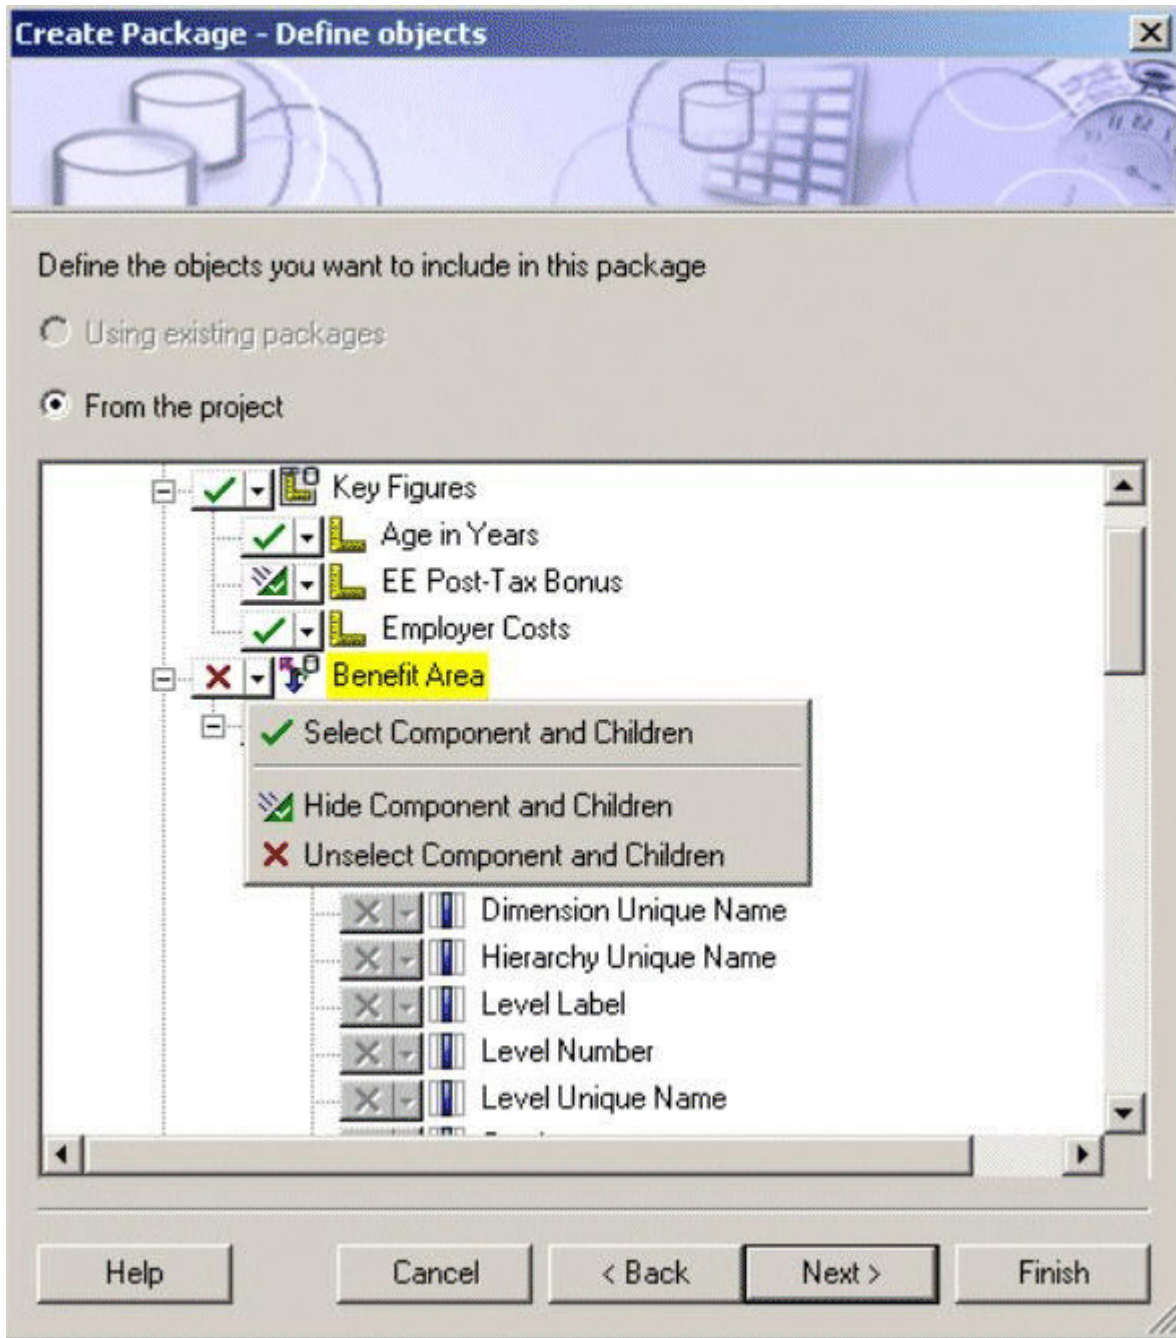 Create Package - Define objects
Define the objects you want to include in this package
Using existing packages
From the project
Key Figures
Age in Years
EE Post-Tax Bonus
Employer Costs
Benefit Area
Select Component and Children
Hide Component and Children
Unselect Component and Children
Dimension Unique Name
Hierarchy Unique Name
Level Label
Level Number
Level Unique Name
Help Cancel < Back Next > Finish